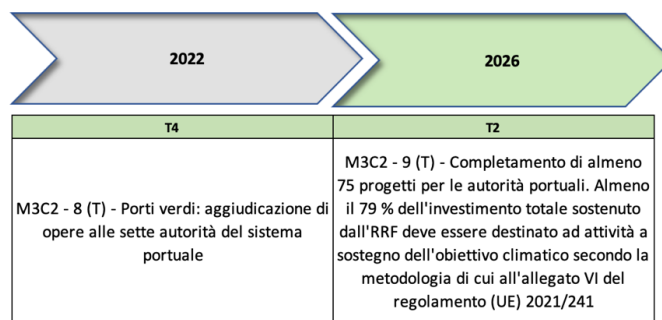 2022
2026
T4
T2
M3C2 - 8 (T) - Porti verdi: aggiudicazione di
opere alle sette autorità del sistema
portuale
M3C2 - 9 (T) - Completamento di almeno
75 progetti per le autorità portuali. Almeno
il 79 % dell'investimento totale sostenuto
dall'RRF deve essere destinato ad attività a
sostegno dell'obiettivo climatico secondo la
metodologia di cui all'allegato VI del
regolamento (UE) 2021/241